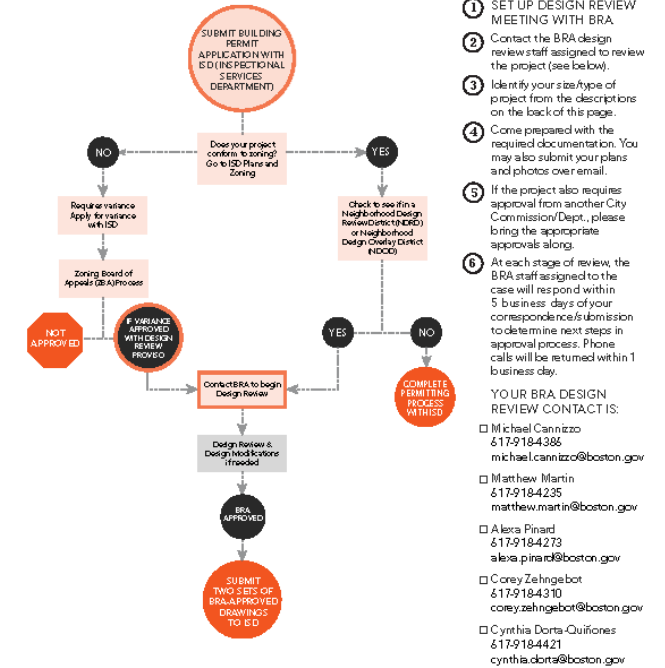 SUBMIT BUILDING
PERMIT
APPLICATION WITH
ISD (INSPECTIONAL
SERVICES
DEPARTMENT)
NO
Does your project
conform to zoning?
Go to ISD Plans and
Zoning
YES
Requires variance
Apply for variance
with ISD
Check to see if in a
Neighborhood Design
Review District (NDRD)
or Neighborhood
Design Overlay District
(NDOD)
Zoning Board of
Appeals (ZBA) Process
NOT
APPROVED
IF VARIANCE
APPROVED
WITH DESIGN
REVIEW
PROVISO
YES
NO
Contact BRA to begin
Design Review
COMPLETE
PERMITTING
PROCESS
WITH ISD
Design Review &
Design Modifications
if needed
BRA
APPROVED
SUBMIT
TWO SETS OF
BRA-APPROVED
DRAWINGS
TO ISD
1 SET UP DESIGN REVIEW
MEETING WITH BRA
2 Contact the BRA design
review staff assigned to review
the project (see below).
3 Identify your size/type of
project from the descriptions
on the back of this page.
4 Come prepared with the
required documentation. You
may also submit your plans
and photos over email.
5 If the project also requires
approval from another City
Commission/Dept., please
bring the appropriate
approvals along.
6 At each stage of review, the
BRA staff assigned to the
case will respond within
5 business days of your
correspondence/submission
to determine next steps in
approval process. Phone
calls will be returned within 1
business day.
YOUR BRA DESIGN
REVIEW CONTACT IS:
Michael Cannizzo
617-918-4386
michael.cannizzo@boston.gov
Matthew Martin
617-918-4235
matthew.martin@boston.gov
Alexa Pinard
617-918-4273
alexa.pinard@boston.gov
Corey Zehngebot
617-918-4310
corey.zehngebot@boston.gov
Cynthia Dorta-Quiñones
617-918-4421
cynthia.dorta@boston.gov